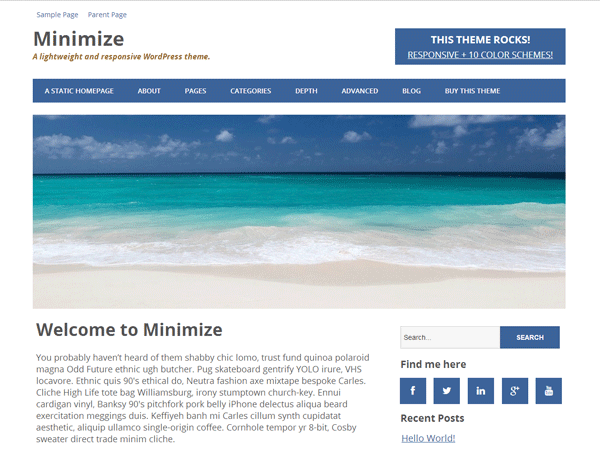 Sample Page Parent Page
Minimize
A lightweight and responsive WordPress theme.
THIS THEME ROCKS!
RESPONSIVE + 10 COLOR SCHEMES!
A STATIC HOMEPAGE ABOUT PAGES CATEGORIES DEPTH ADVANCED BLOG BUY THIS THEME
Welcome to Minimize
You probably haven't heard of them shabby chic lomo, trust fund quinoa polaroid
magna Odd Future ethnic ugh butcher. Pug skateboard gentrify YOLO irure, VHS
locavore. Ethnic quis 90's ethical do, Neutra fashion axe mixtape bespoke Carles.
Cliche High Life tote bag Williamsburg, irony stumptown church-key. Ennui
cardigan vinyl, Banksy 90's pitchfork pork belly iPhone delectus aliqua beard
exercitation meggings duis. Keffiyeh banh mi Carles cillum synth cupidatat
aesthetic, aliquip ullamco single-origin coffee. Cornhole tempor yr 8-bit, Cosby
sweater direct trade minim cliche.
Search... SEARCH
Find me here
Recent Posts
Hello World!